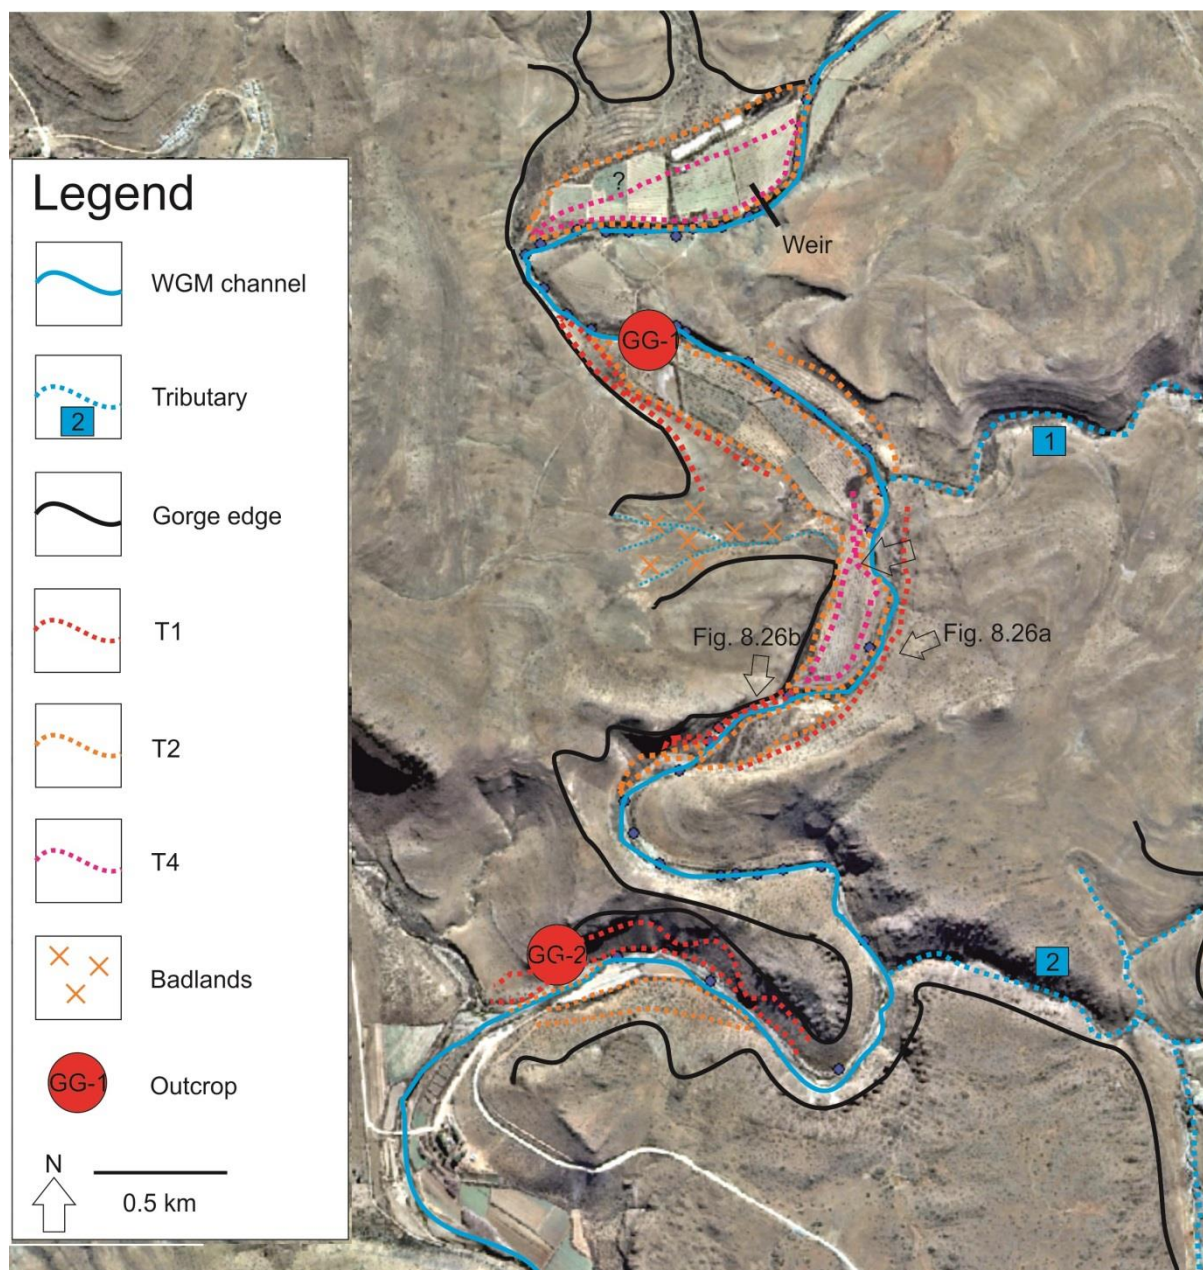 Legend
WGM channel
2
Tributary
Gorge edge
T1
T2
T4
Badlands
GG-1
Outcrop
N
0.5 km
?
Weir
GG-1
1
Fig. 8.26b
Fig. 8.26a
GG-2
2